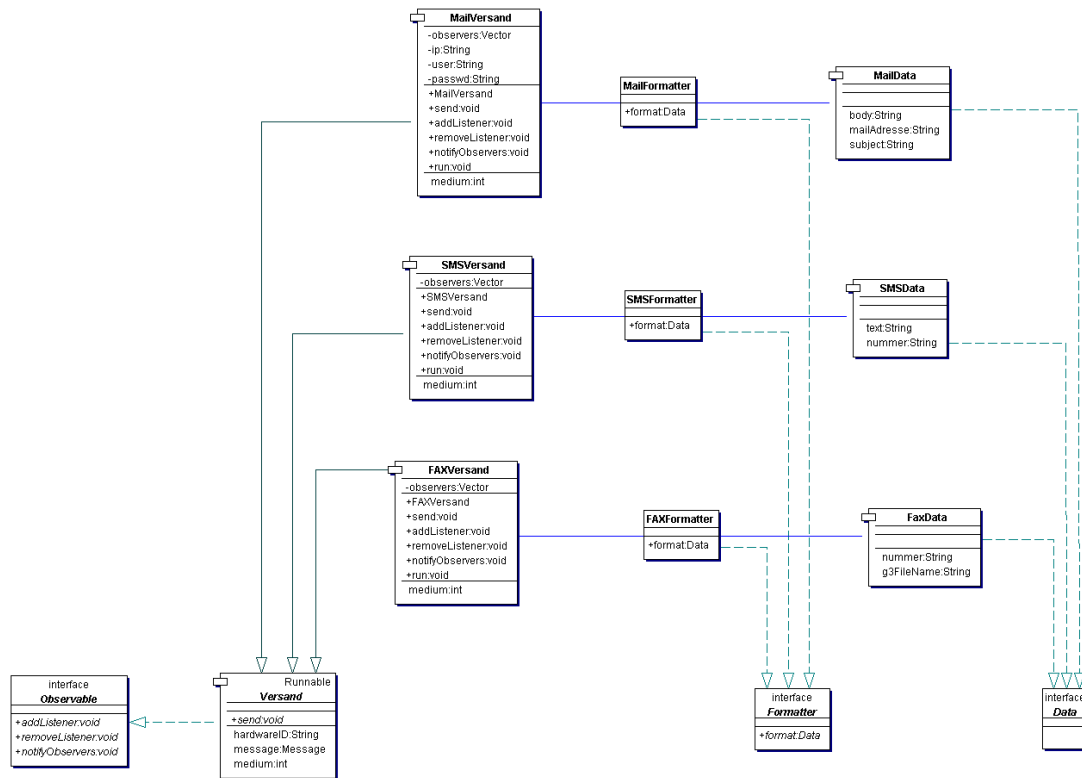 MailVersand
-observers:Vector
-ip:String
-user:String
-passwd:String
+MailVersand
+send:void
+addListener:void
+removeListener:void
+notifyObservers:void
+run:void
medium:int
MailFormatter
+format:Data
MailData
body:String
mailAdresse:String
subject:String
SMSVersand
-observers:Vector
+SMSVersand
+send:void
+addListener:void
+removeListener:void
+notifyObservers:void
+run:void
medium:int
SMSFormatter
+format:Data
SMSData
text:String
nummer:String
FAXVersand
-observers:Vector
+FAXVersand
+send:void
+addListener:void
+removeListener:void
+notifyObservers:void
+run:void
medium:int
FAXFormatter
+format:Data
FaxData
nummer:String
g3FileName:String
interface
Observable
+addListener:void
+removeListener:void
+notifyObservers:void
Runnable
Versand
+send:void
hardwareID:String
message:Message
medium:int
interface
Formatter
+format:Data
interface
Data